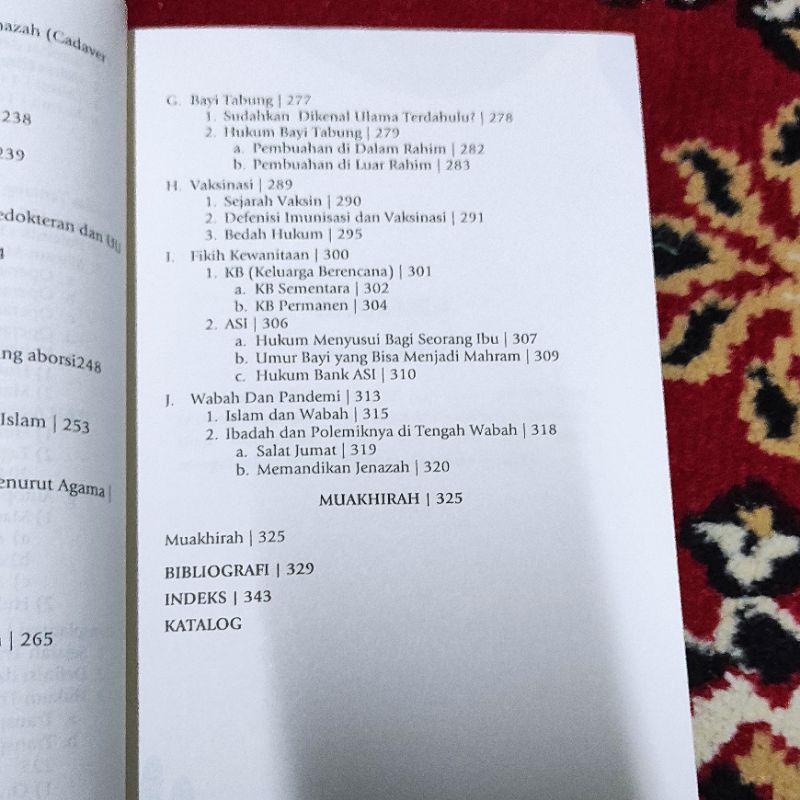 nazah (Cadaver
238
239
edokteran dan UU
ng aborsi248
Islam | 253
enurut Agama |
| 265
G. Bayi Tabung | 277
1. Sudahkan Dikenal Ulama Terdahulu? | 278
2. Hukum Bayi Tabung | 279
a. Pembuahan di Dalam Rahim | 282
b. Pembuahan di Luar Rahim | 283
H. Vaksinasi | 289
1. Sejarah Vaksin | 290
2. Defenisi Imunisasi dan Vaksinasi | 291
3. Bedah Hukum | 295
I. Fikih Kewanitaan | 300
1. KB (Keluarga Berencana) | 301
a. KB Sementara | 302
b. KB Permanen | 304
2. ASI | 306
a. Hukum Menyusui Bagi Seorang Ibu | 307
b. Umur Bayi yang Bisa Menjadi Mahram | 309
c. Hukum Bank ASI | 310
J. Wabah Dan Pandemi | 313
1. Islam dan Wabah | 315
2. Ibadah dan Polemiknya di Tengah Wabah | 318
a. Salat Jumat | 319
b. Memandikan Jenazah | 320
MUAKHIRAH | 325
Muakhirah | 325
BIBLIOGRAFI | 329
INDEKS | 343
KATALOG